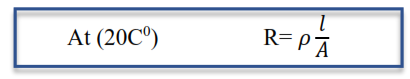 At (20C⁰) R= ρ l/A